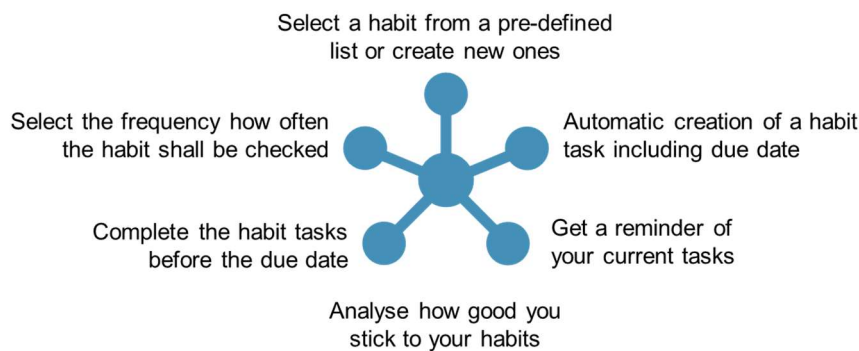 Select a habit from a pre-defined
list or create new ones
Select the frequency how often
the habit shall be checked
Automatic creation of a habit
task including due date
Complete the habit tasks
before the due date
Get a reminder of
your current tasks
Analyse how good you
stick to your habits